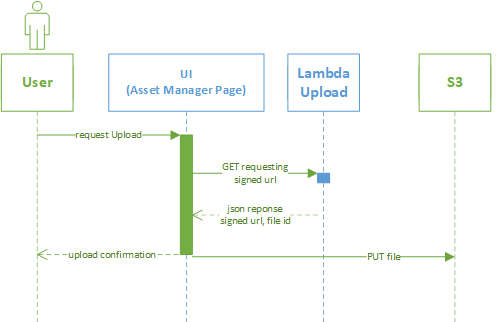 User
UI
(Asset Manager Page)
Lambda
Upload
S3
request Upload
GET requesting
signed url
json reponse
signed url, file id
upload confirmation
PUT file